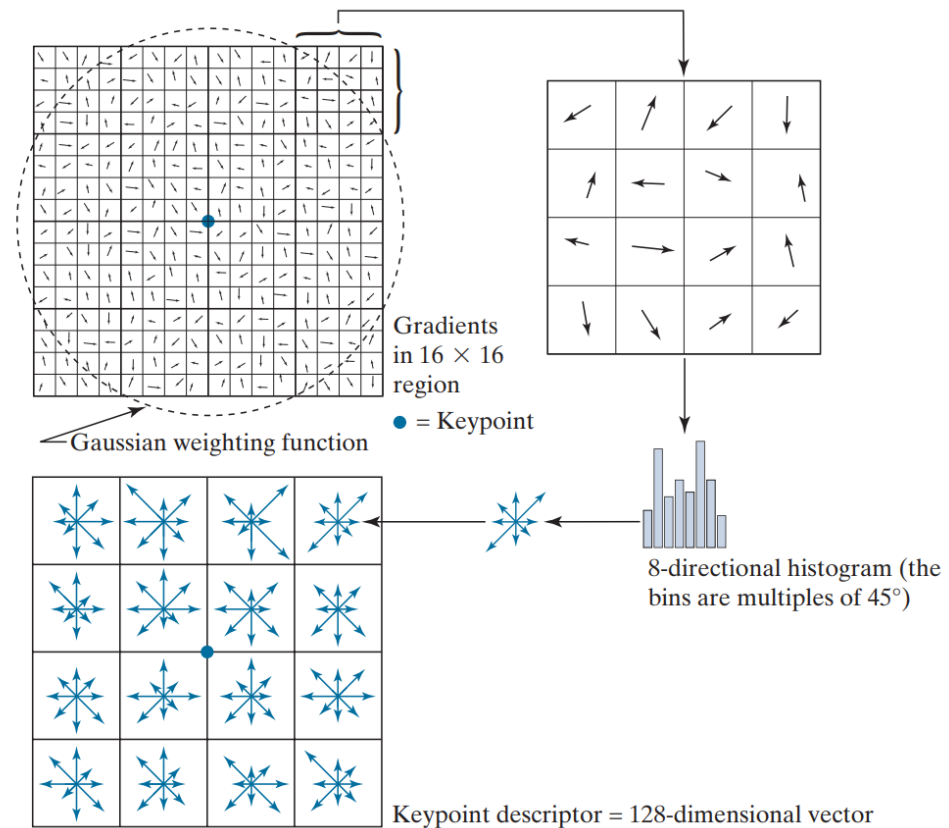 Gradients
in 16 × 16
region
● = Keypoint
Gaussian weighting function
8-directional histogram (the
bins are multiples of 45°)
Keypoint descriptor = 128-dimensional vector